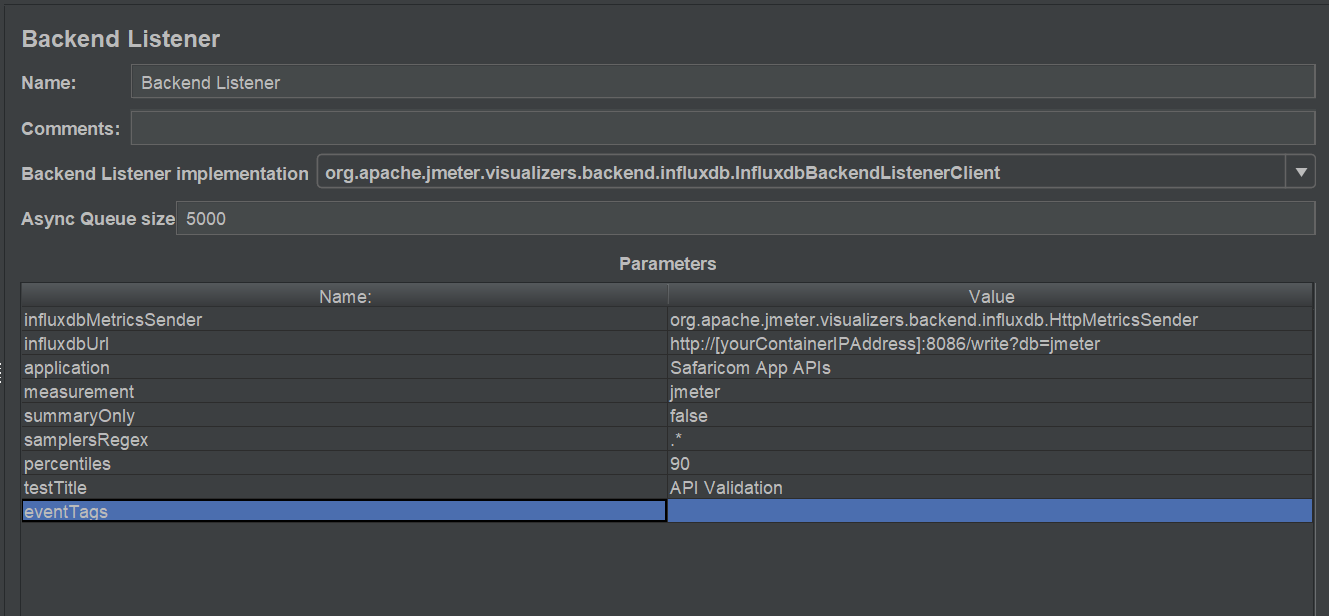 Backend Listener
Name: Backend Listener
Comments:
Backend Listener implementation org.apache.jmeter.visualizers.backend.influxdb.InfluxdbBackendListenerClient
Async Queue size 5000
Parameters
Name: Value
influxdbMetricsSender org.apache.jmeter.visualizers.backend.influxdb.HttpMetricsSender
influxdbUrl http://[yourContainerIPAddress]:8086/write?db=jmeter
application Safaricom App APIs
measurement jmeter
summaryOnly false
samplersRegex .*
percentiles 90
testTitle API Validation
eventTags